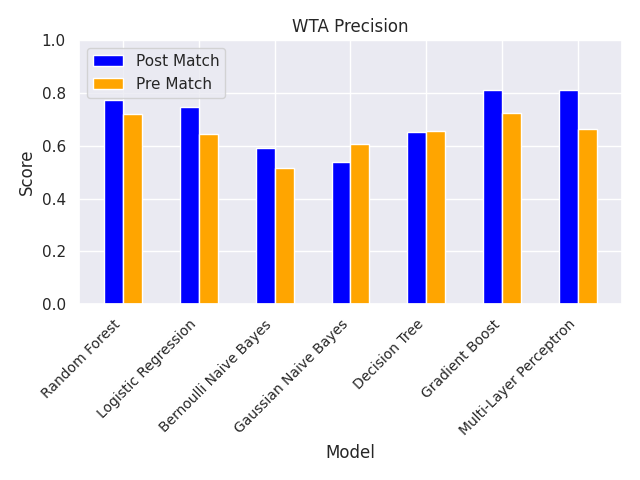 WTA Precision
Post Match
Pre Match
1.0
0.8
0.6
0.4
0.2
0.0
Score
Random Forest
Logistic Regression
Bernoulli Naive Bayes
Gaussian Naive Bayes
Decision Tree
Gradient Boost
Multi-Layer Perceptron
Model